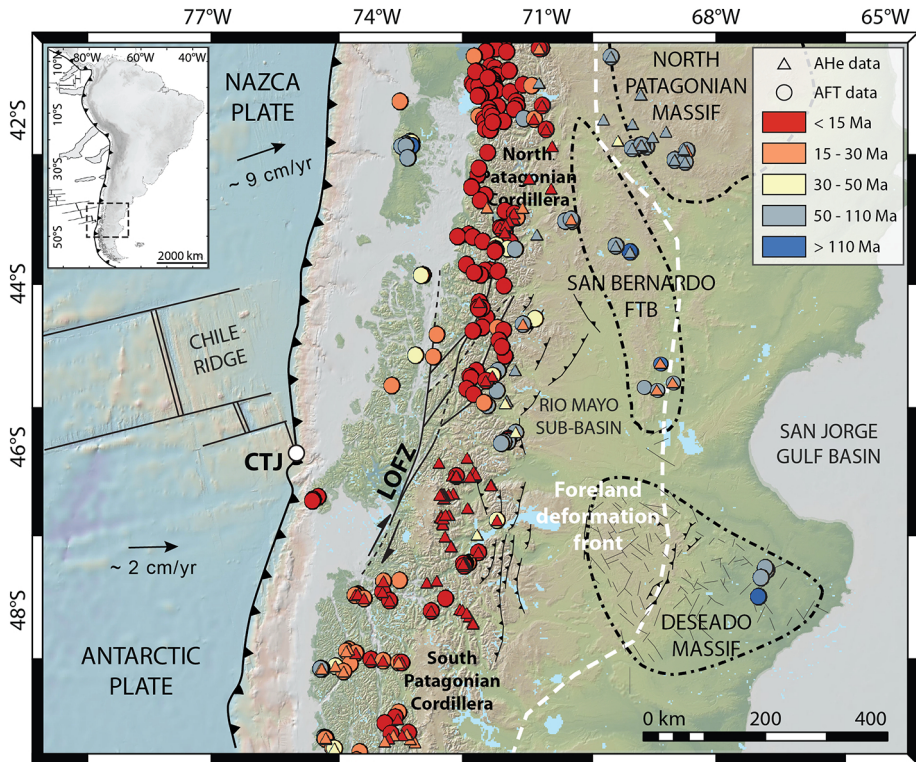 77°W 74°W 71°W 68°W 65°W
80°W 60°W 40°W
10°N
10°S
30°S
50°S
2000 km
NAZCA
PLATE
~ 9 cm/yr
NORTH
PATAGONIAN
MASSIF
AHe data
AFT data
< 15 Ma
15 - 30 Ma
30 - 50 Ma
50 - 110 Ma
> 110 Ma
42°S
44°S
46°S
48°S
North
Patagonian
Cordillera
SAN BERNARDO
FTB
CHILE
RIDGE
RIO MAYO
SUB-BASIN
SAN JORGE
GULF BASIN
CTJ
LOFZ
Foreland
deformation
front
~ 2 cm/yr
DESEADO
MASSIF
ANTARCTIC
PLATE
South
Patagonian
Cordillera
0 km 200 400